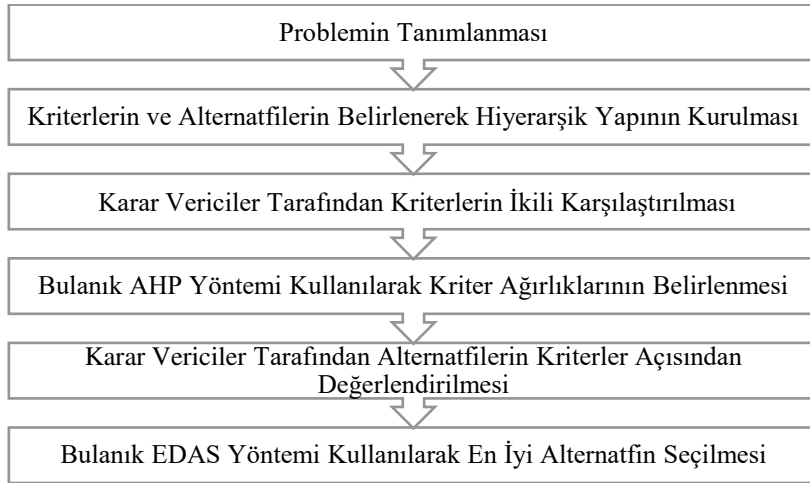 Problemin Tanımlanması
Kriterlerin ve Alternatfilerin Belirlenerek Hiyerarşik Yapının Kurulması
Karar Vericiler Tarafından Kriterlerin İkili Karşılaştırılması
Bulanık AHP Yöntemi Kullanılarak Kriter Ağırlıklarının Belirlenmesi
Karar Vericiler Tarafından Alternatfilerin Kriterler Açısından
Değerlendirilmesi
Bulanık EDAS Yöntemi Kullanılarak En İyi Alternatfin Seçilmesi